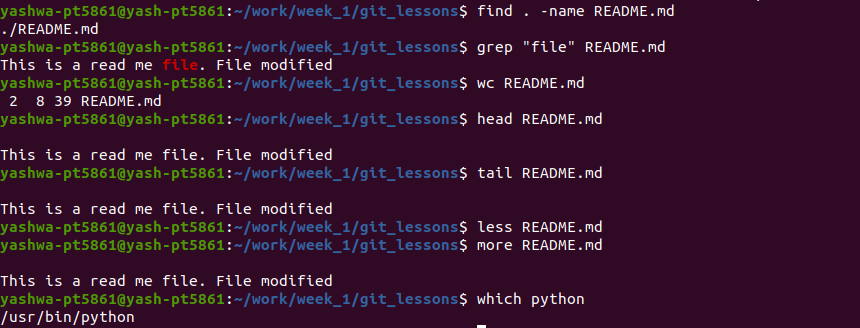 yashwa-pt5861@yash-pt5861:~/work/week_1/git_lessons$ find . -name README.md
./README.md
yashwa-pt5861@yash-pt5861:~/work/week_1/git_lessons$ grep "file" README.md
This is a read me file. File modified
yashwa-pt5861@yash-pt5861:~/work/week_1/git_lessons$ wc README.md
 2  8 39 README.md
yashwa-pt5861@yash-pt5861:~/work/week_1/git_lessons$ head README.md

This is a read me file. File modified
yashwa-pt5861@yash-pt5861:~/work/week_1/git_lessons$ tail README.md

This is a read me file. File modified
yashwa-pt5861@yash-pt5861:~/work/week_1/git_lessons$ less README.md
yashwa-pt5861@yash-pt5861:~/work/week_1/git_lessons$ more README.md

This is a read me file. File modified
yashwa-pt5861@yash-pt5861:~/work/week_1/git_lessons$ which python
/usr/bin/python